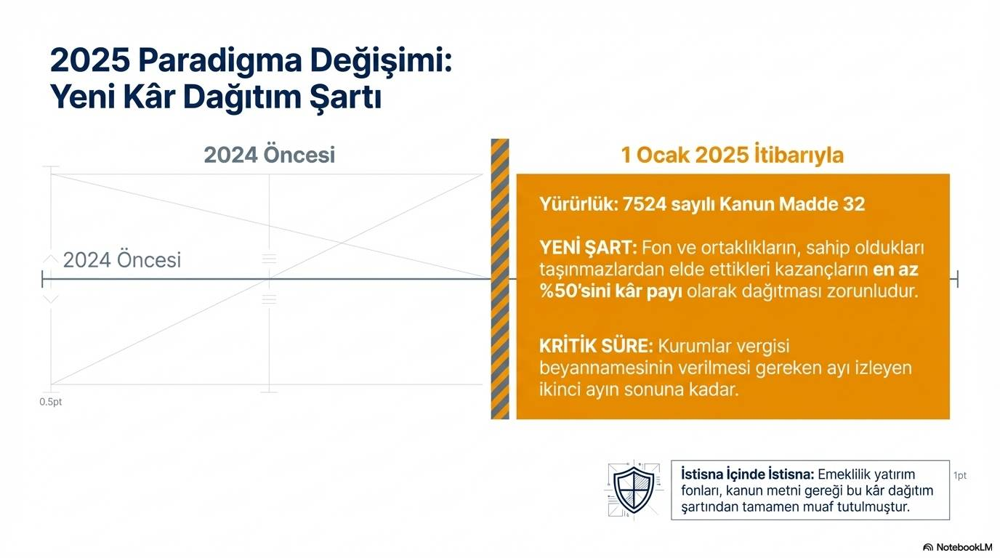 2025 Paradigma Değişimi:
Yeni Kâr Dağıtım Şartı
2024 Öncesi
2024 Öncesi
0.5pt
1 Ocak 2025 İtibarıyla
Yürürlük: 7524 sayılı Kanun Madde 32
YENİ ŞART: Fon ve ortaklıkların, sahip oldukları
taşınmazlardan elde ettikleri kazançların en az
%50'sini kâr payı olarak dağıtması zorunludur.
KRİTİK SÜRE: Kurumlar vergisi
beyannamesinin verilmesi gereken ayı izleyen
ikinci ayın sonuna kadar.
İstisna İçinde İstisna: Emeklilik yatırım
fonları, kanun metni gereği bu kâr dağıtım
şartından tamamen muaf tutulmuştur.
1pt
NotebookLM